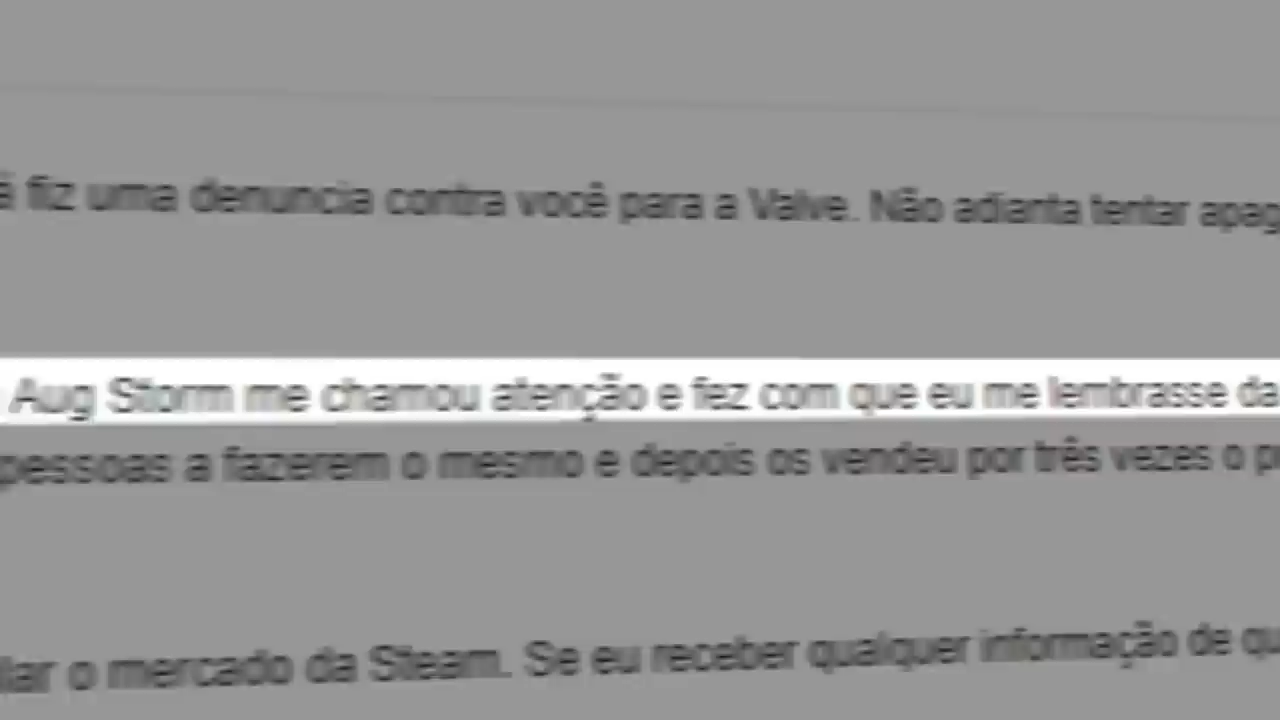 fiz uma denuncia contra você para a Valve. Não adianta tentar apag
Aug Storm me chamou atenção e fez com que eu me lembrasse da
pessoas a fazerem o mesmo e depois os vendeu por três vezes o
o mercado da Steam. Se eu receber qualquer informação de qu